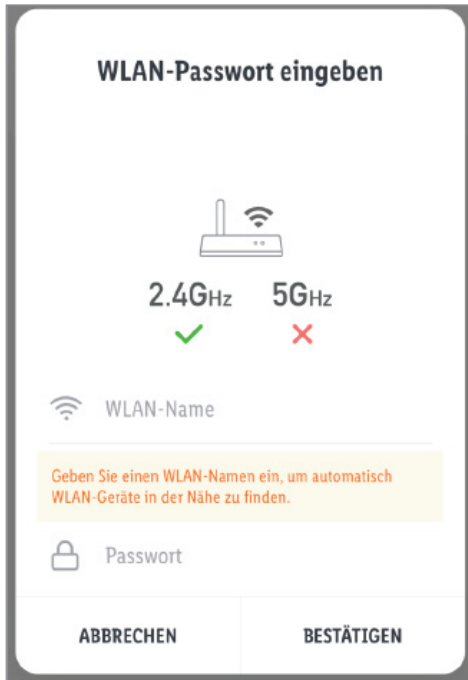 WLAN-Passwort eingeben
2.4GHz 5GHz
WLAN-Name
Geben Sie einen WLAN-Namen ein, um automatisch
WLAN-Geräte in der Nähe zu finden.
Passwort
ABBRECHEN BESTÄTIGEN